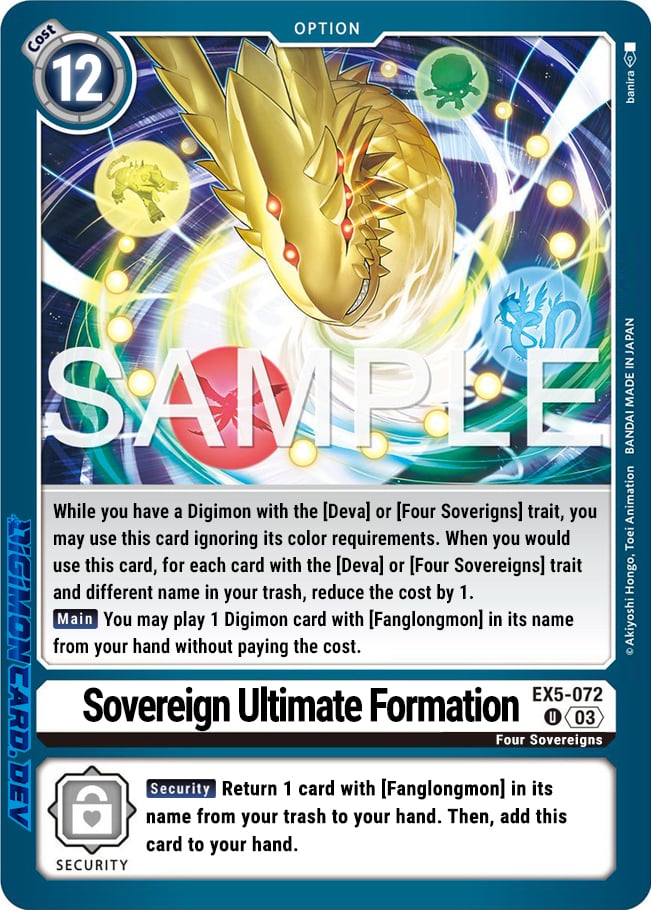 OPTION
Cost
12
banira
SAMPLE
©Akiyoshi Hongo, Toei Animation BANDAI MADE IN JAPAN
While you have a Digimon with the [Deva] or [Four Soverigns] trait, you
may use this card ignoring its color requirements. When you would
use this card, for each card with the [Deva] or [Four Sovereigns] trait
and different name in your trash, reduce the cost by 1.
Main You may play 1 Digimon card with [Fanglongmon] in its name
from your hand without paying the cost.
DIGIMONCARD.DEV
Sovereign Ultimate Formation
EX5-072
U 03
Four Sovereigns
Security Return 1 card with [Fanglongmon] in its
name from your trash to your hand. Then, add this
card to your hand.
SECURITY